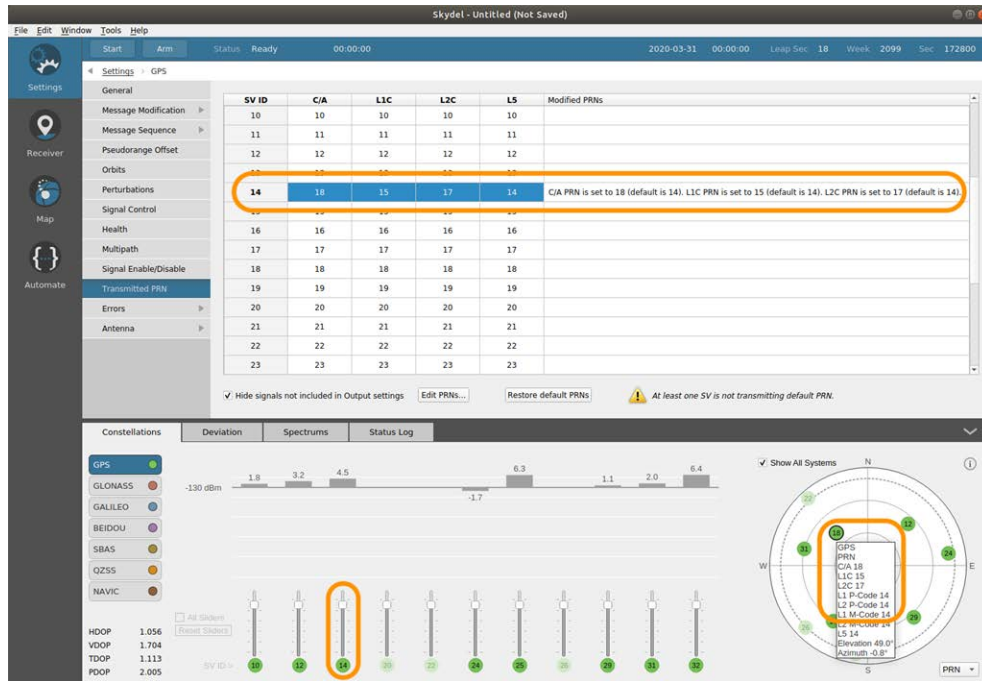 Skydel - Untitled (Not Saved)
File Edit Window Tools Help
Start Arm Status Ready 00:00:00 2020-03-31 00:00:00 Leap Sec 18 Week 2099 Sec 172800
Settings > GPS
Settings
Receiver
Map
Automate
General
Message Modification
Message Sequence
Pseudorange Offset
Orbits
Perturbations
Signal Control
Health
Multipath
Signal Enable/Disable
Transmitted PRN
Errors
Antenna
SV ID C/A L1C L2C L5 Modified PRNs
10 10 10 10 10
11 11 11 11 11
12 12 12 12 12
14 18 15 17 14 C/A PRN is set to 18 (default is 14). L1C PRN is set to 15 (default is 14). L2C PRN is set to 17 (default is 14).
16 16 16 16 16
17 17 17 17 17
18 18 18 18 18
19 19 19 19 19
20 20 20 20 20
21 21 21 21 21
22 22 22 22 22
23 23 23 23 23
Hide signals not included in Output settings Edit PRNs... Restore default PRNs At least one SV is not transmitting default PRN.
Constellations Deviation Spectrums Status Log
GPS
GLONASS
GALILEO
BEIDOU
SBAS
QZSS
NAVIC
HDOP 1.056
VDOP 1.704
TDOP 1.113
PDOP 2.005
-130 dBm 1.8 3.2 4.5 -1.7 6.3 1.1 2.0 6.4
All Sliders
Reset Sliders
SV ID > 10 12 14 20 22 24 25 26 29 31 32
Show All Systems
N
22
18
12
31
24
W
E
29
26
S
GPS
PRN
C/A 18
L1C 15
L2C 17
L1 P-Code 14
L2 P-Code 14
L1 M-Code 14
L2 M-Code 14
L5 14
Elevation 49.0°
Azimuth -0.8°
PRN